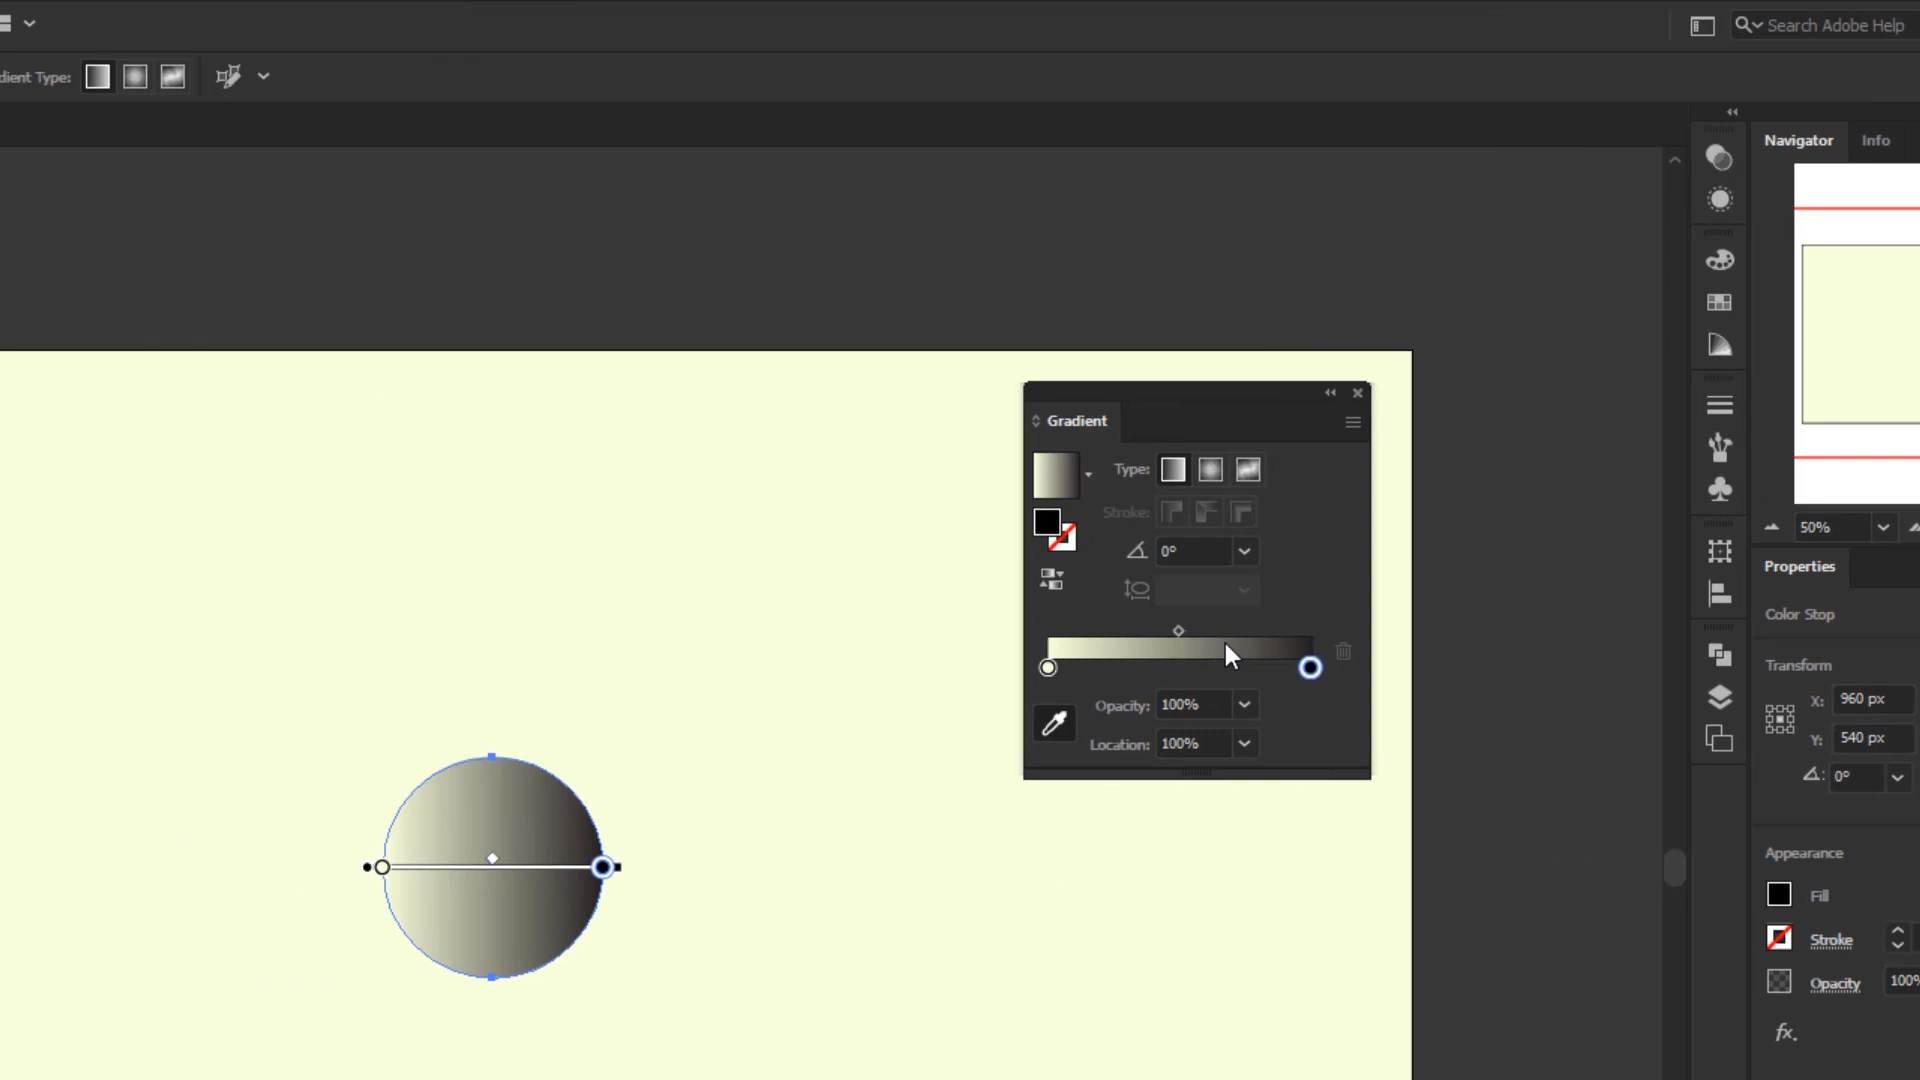 Search Adobe Help
dient Type:
Navigator Info
Gradient
Type:
Stroke:
0°
Opacity: 100%
Location: 100%
50%
Properties
Color Stop
Transform
X: 960 px
Y: 540 px
0°
Appearance
Fill
Stroke
Opacity 100%
fx.